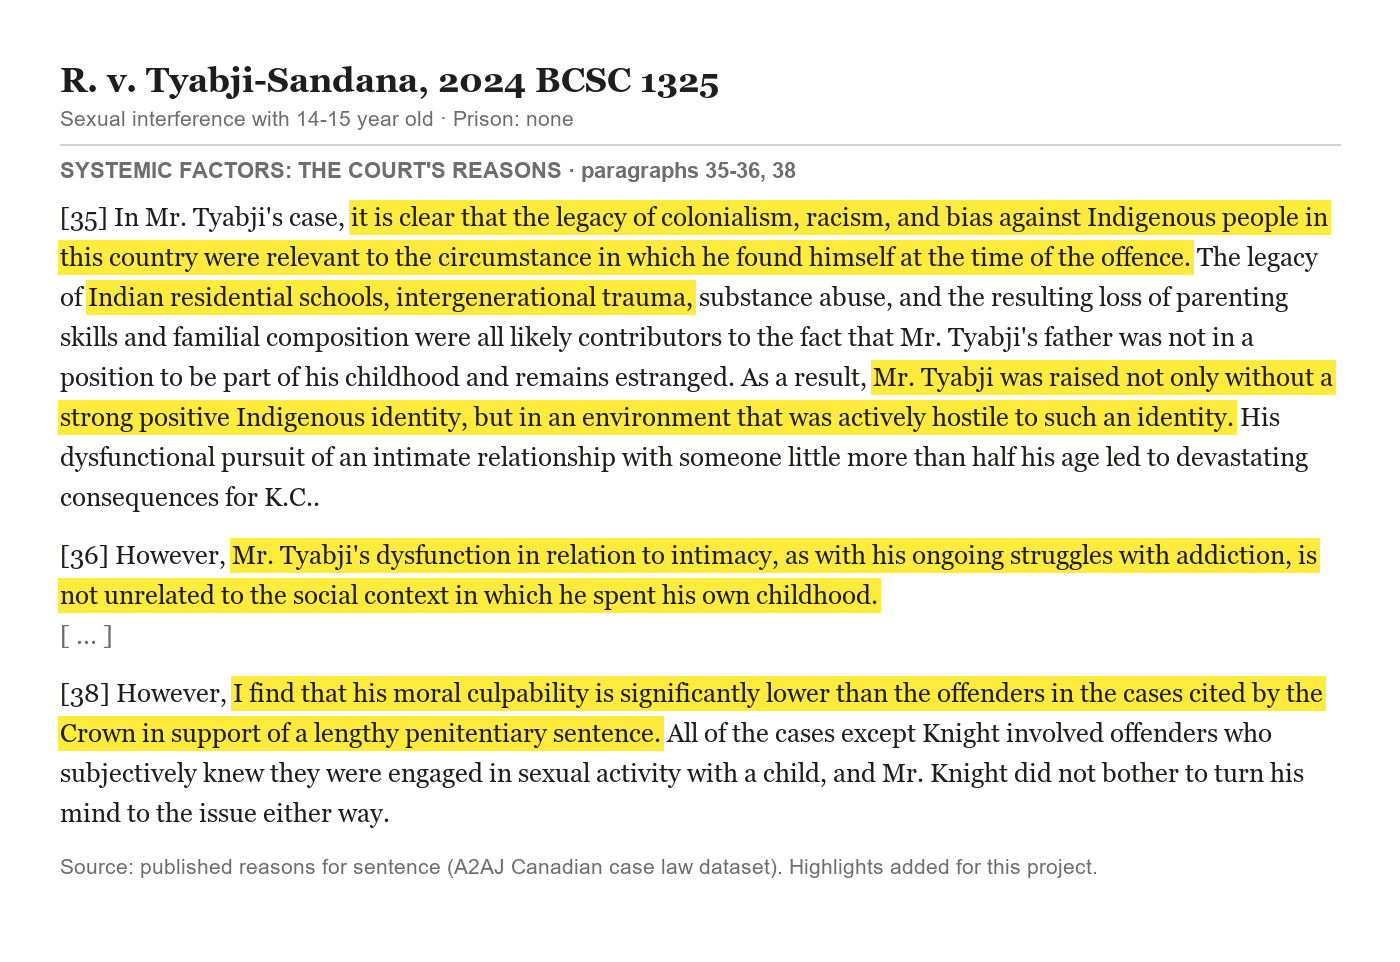 R. v. Tyabji-Sandana, 2024 BCSC 1325
Sexual interference with 14-15 year old · Prison: none
SYSTEMIC FACTORS: THE COURT'S REASONS · paragraphs 35-36, 38
[35] In Mr. Tyabji's case, it is clear that the legacy of colonialism, racism, and bias against Indigenous people in
this country were relevant to the circumstance in which he found himself at the time of the offence. The legacy
of Indian residential schools, intergenerational trauma, substance abuse, and the resulting loss of parenting
skills and familial composition were all likely contributors to the fact that Mr. Tyabji's father was not in a
position to be part of his childhood and remains estranged. As a result, Mr. Tyabji was raised not only without a
strong positive Indigenous identity, but in an environment that was actively hostile to such an identity. His
dysfunctional pursuit of an intimate relationship with someone little more than half his age led to devastating
consequences for K.C..
[36] However, Mr. Tyabji's dysfunction in relation to intimacy, as with his ongoing struggles with addiction, is
not unrelated to the social context in which he spent his own childhood.
[ ... ]
[38] However, I find that his moral culpability is significantly lower than the offenders in the cases cited by the
Crown in support of a lengthy penitentiary sentence. All of the cases except Knight involved offenders who
subjectively knew they were engaged in sexual activity with a child, and Mr. Knight did not bother to turn his
mind to the issue either way.
Source: published reasons for sentence (A2AJ Canadian case law dataset). Highlights added for this project.